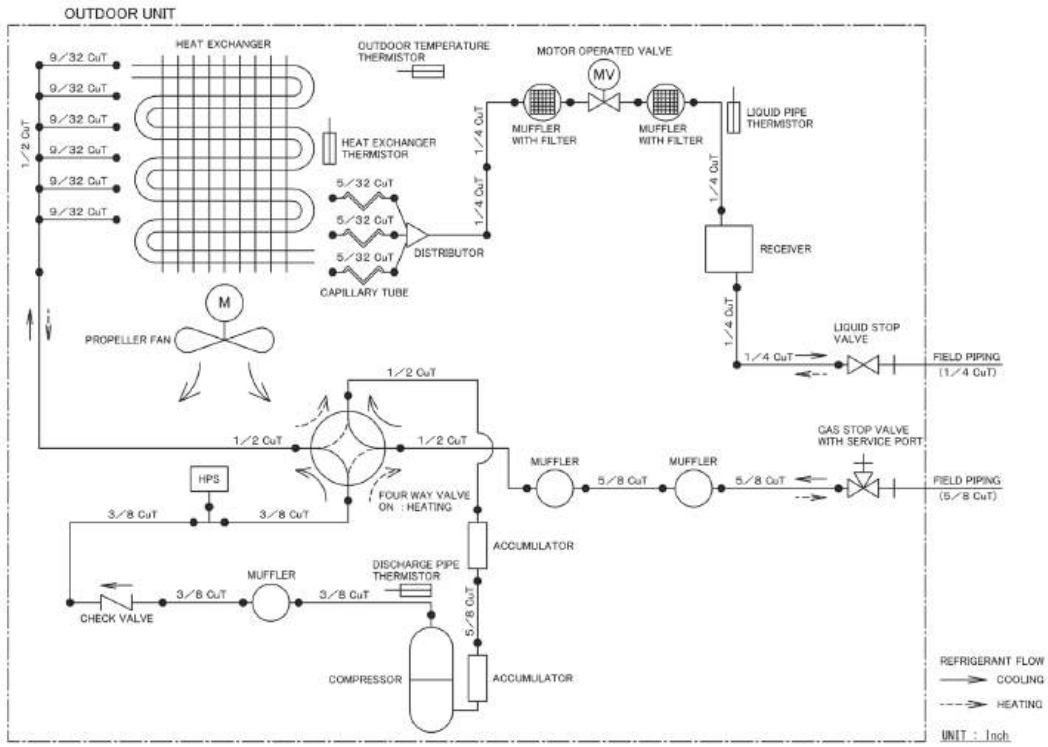 OUTDOOR UNIT
HEAT EXCHANGER
OUTDOOR TEMPERATURE
THERMISTOR
MOTOR OPERATED VALVE
MV
9/32 CuT
9/32 CuT
9/32 CuT
9/32 CuT
9/32 CuT
9/32 CuT
1/2 CuT
HEAT EXCHANGER
THERMISTOR
MUFFLER
WITH FILTER
MUFFLER
WITH FILTER
LIQUID PIPE
THERMISTOR
1/4 CuT
1/4 CuT
1/4 CuT
5/32 CuT
5/32 CuT
5/32 CuT
DISTRIBUTOR
CAPILLARY TUBE
RECEIVER
1/4 CuT
M
PROPELLER FAN
LIQUID STOP
VALVE
1/4 CuT
FIELD PIPING
(1/4 CuT)
1/2 CuT
1/2 CuT
1/2 CuT
GAS STOP VALVE
WITH SERVICE PORT
MUFFLER
MUFFLER
5/8 CuT
5/8 CuT
FIELD PIPING
(5/8 CuT)
HPS
FOUR WAY VALVE
ON : HEATING
3/8 CuT
3/8 CuT
ACCUMULATOR
DISCHARGE PIPE
THERMISTOR
MUFFLER
3/8 CuT
3/8 CuT
CHECK VALVE
5/8 CuT
COMPRESSOR
ACCUMULATOR
REFRIGERANT FLOW
COOLING
HEATING
UNIT : Inch